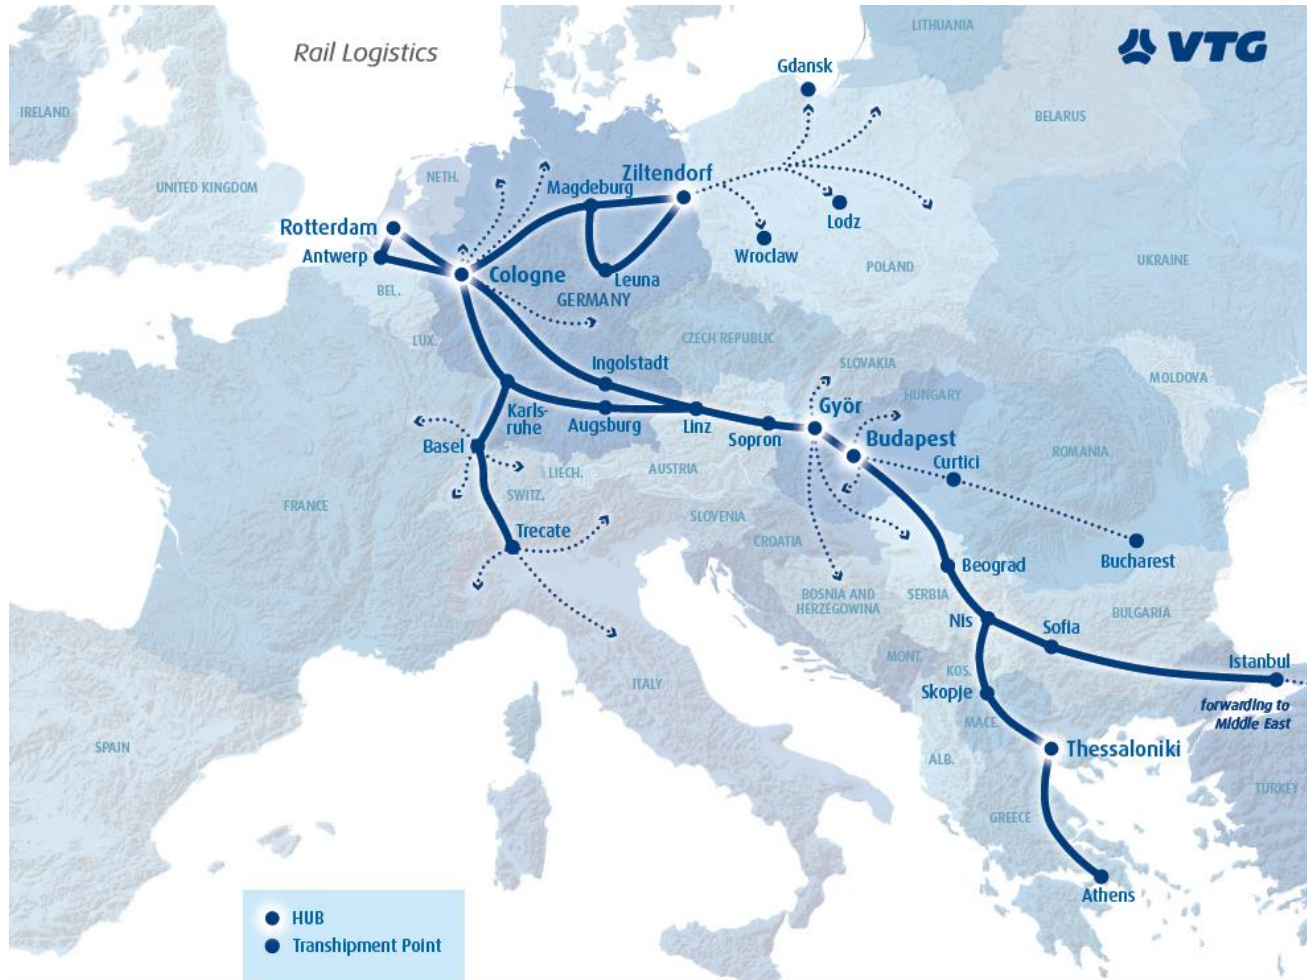 Rail Logistics
VTG
LITHUANIA
Gdansk
IRELAND
BELARUS
UNITED KINGDOM
NETH.
Magdeburg
Ziltendorf
Rotterdam
Lodz
Antwerp
Wroclaw
Cologne
Leuna
POLAND
UKRAINE
BEL.
GERMANY
LUX.
CZECH REPUBLIC
Ingolstadt
SLOVAKIA
MOLDOVA
Karls-
ruhe
Augsburg
Linz
Györ
HUNGARY
Sopron
Budapest
Basel
Curtici
ROMANIA
LIECH.
AUSTRIA
SWITZ.
FRANCE
SLOVENIA
Trecate
CROATIA
Bucharest
Beograd
BOSNIA AND
HERZEGOWINA
SERBIA
BULGARIA
Nis
Sofia
MONT.
KOS.
Istanbul
ITALY
Skopje
forwarding to
Middle East
MACE.
SPAIN
Thessaloniki
ALB.
TURKEY
GREECE
Athens
HUB
Transhipment Point